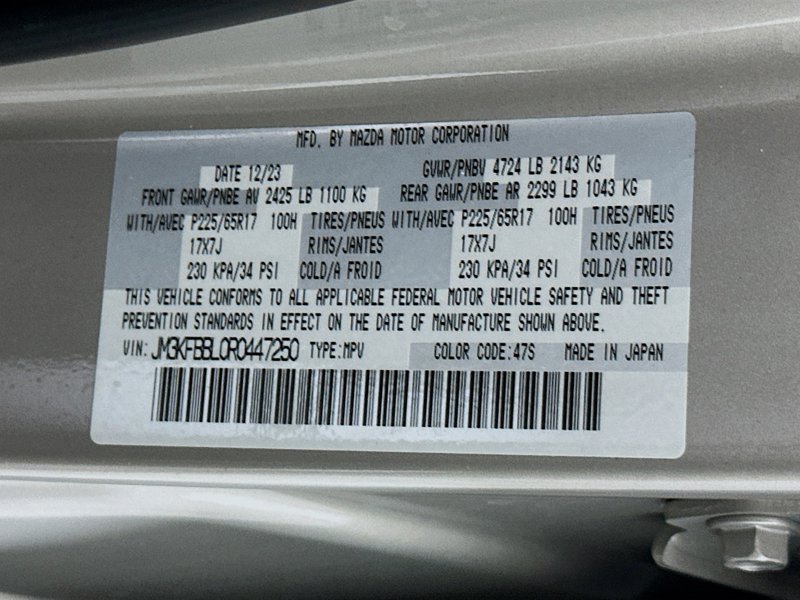 MFD. BY MAZDA MOTOR CORPORATION
DATE 12/23 GVWR/PNBV 4724 LB 2143 KG
FRONT GAWR/PNBE AV 2425 LB 1100 KG REAR GAWR/PNBE AR 2299 LB 1043 KG
WITH/AVEC P225/65R17 100H TIRES/PNEUS WITH/AVEC P225/65R17 100H TIRES/PNEUS
17X7J RIMS/JANTES 17X7J RIMS/JANTES
230 KPA/34 PSI COLD/A FROID 230 KPA/34 PSI COLD/A FROID
THIS VEHICLE CONFORMS TO ALL APPLICABLE FEDERAL MOTOR VEHICLE SAFETY AND THEFT
PREVENTION STANDARDS IN EFFECT ON THE DATE OF MANUFACTURE SHOWN ABOVE.
VIN: JM3KFBBL0R0447250 TYPE:MPV COLOR CODE:47S MADE IN JAPAN